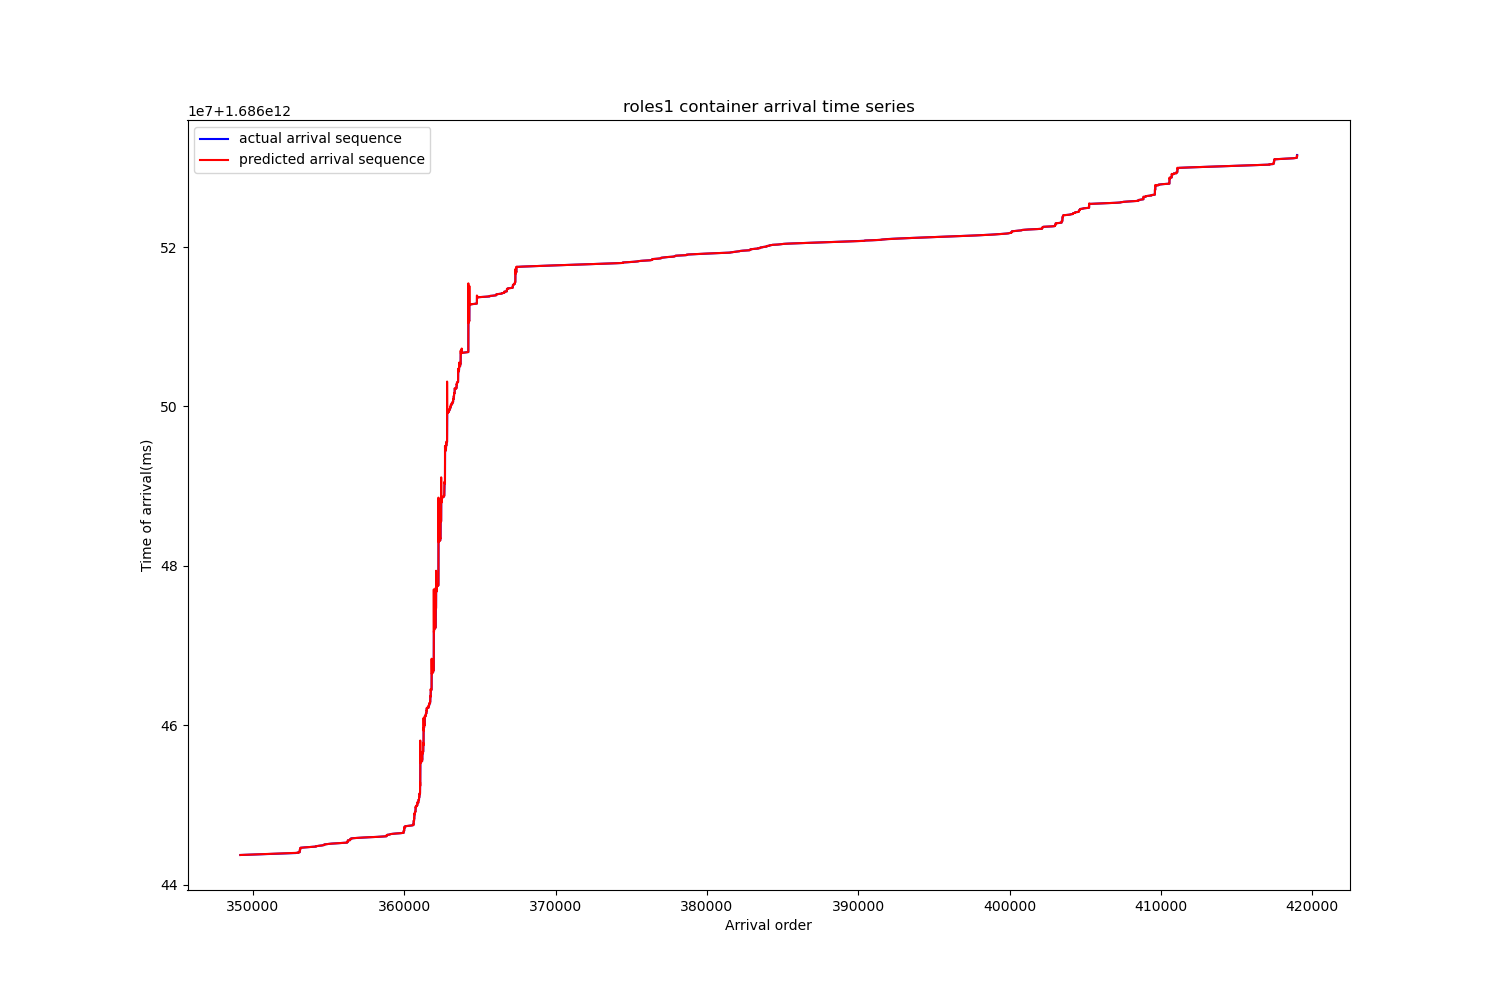 roles1 container arrival time series
1e7+1.686e12
actual arrival sequence
predicted arrival sequence
Time of arrival(ms)
52
50
48
46
44
350000 360000 370000 380000 390000 400000 410000 420000
Arrival order